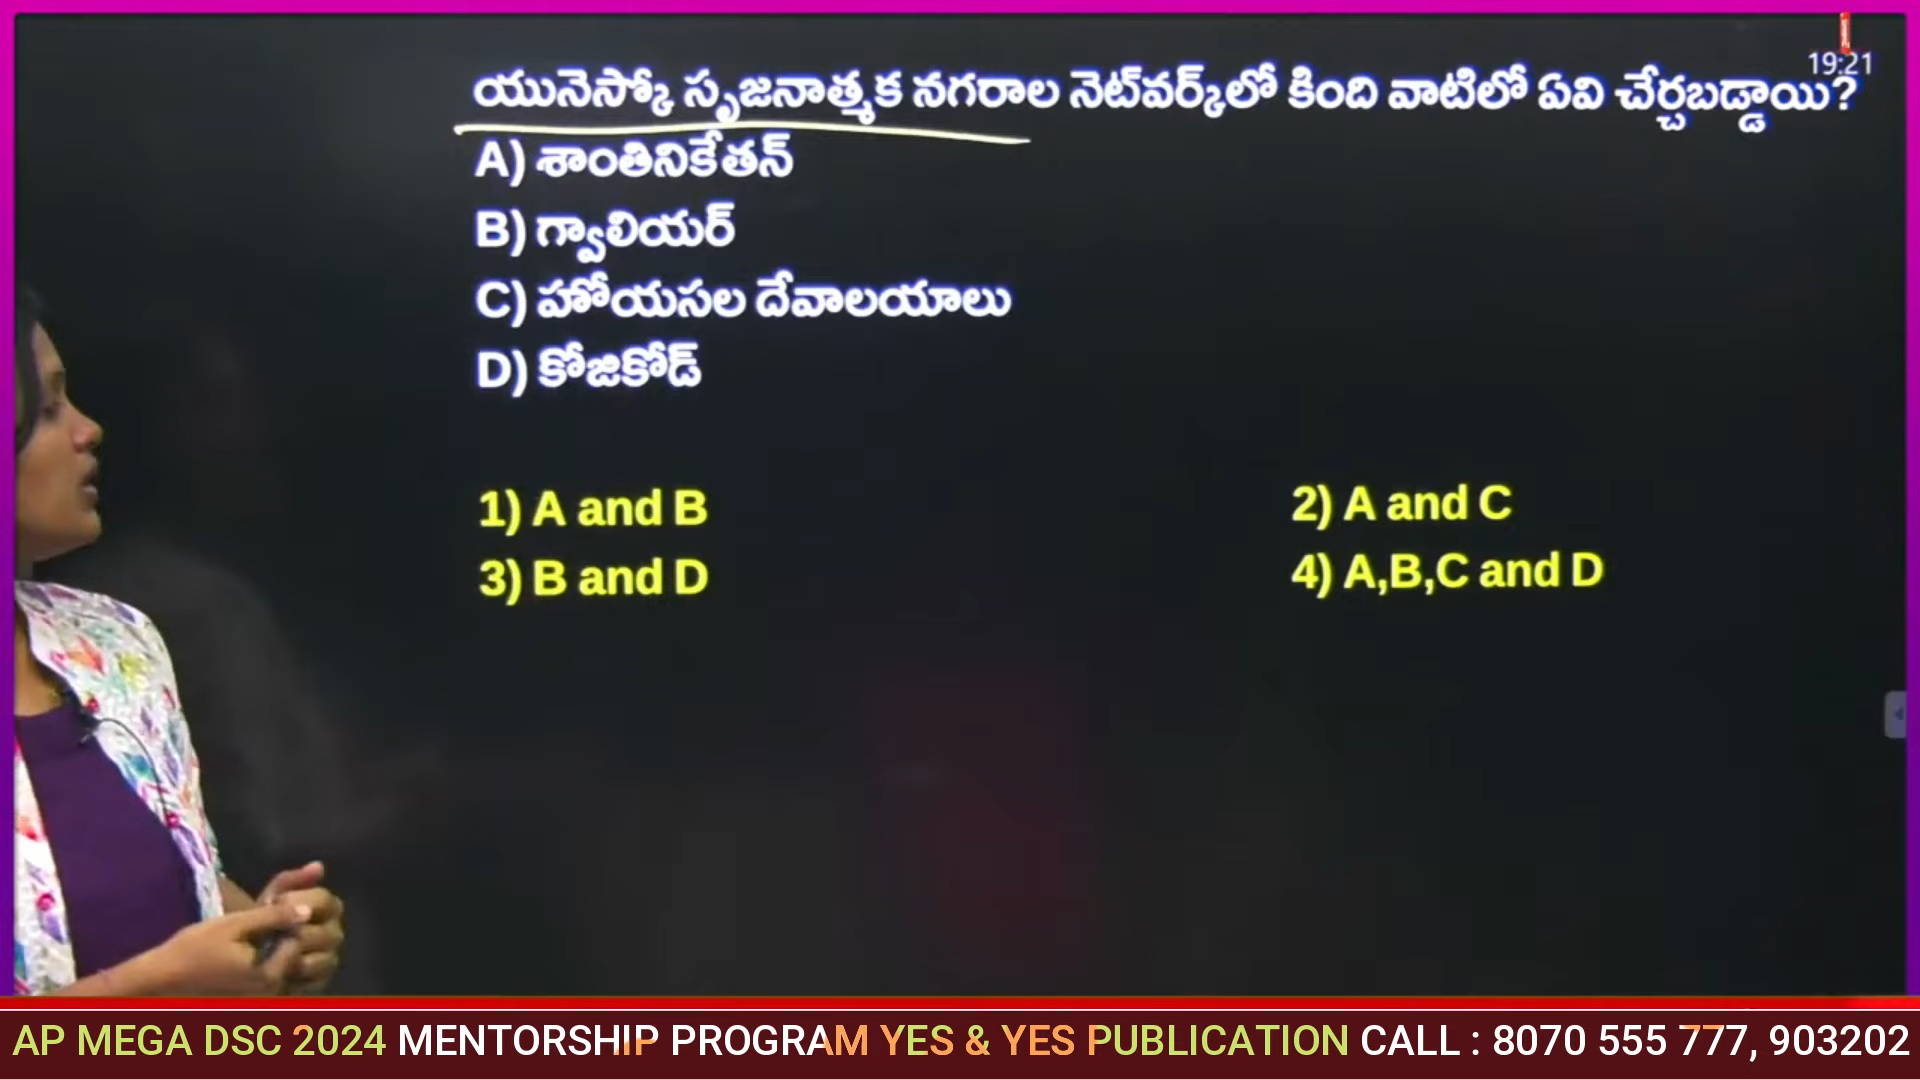 19:21
యునెస్కో సృజనాత్మక నగరాల నెట్‌వర్క్‌లో కింది వాటిలో ఏవి చేర్చబడ్డాయి?
A) శాంతినికేతన్
B) గ్వాలియర్
C) హోయసల దేవాలయాలు
D) కోజికోడ్
1) A and B
2) A and C
3) B and D
4) A,B,C and D
AP MEGA DSC 2024 MENTORSHIP PROGRAM YES & YES PUBLICATION CALL : 8070 555 777, 903202